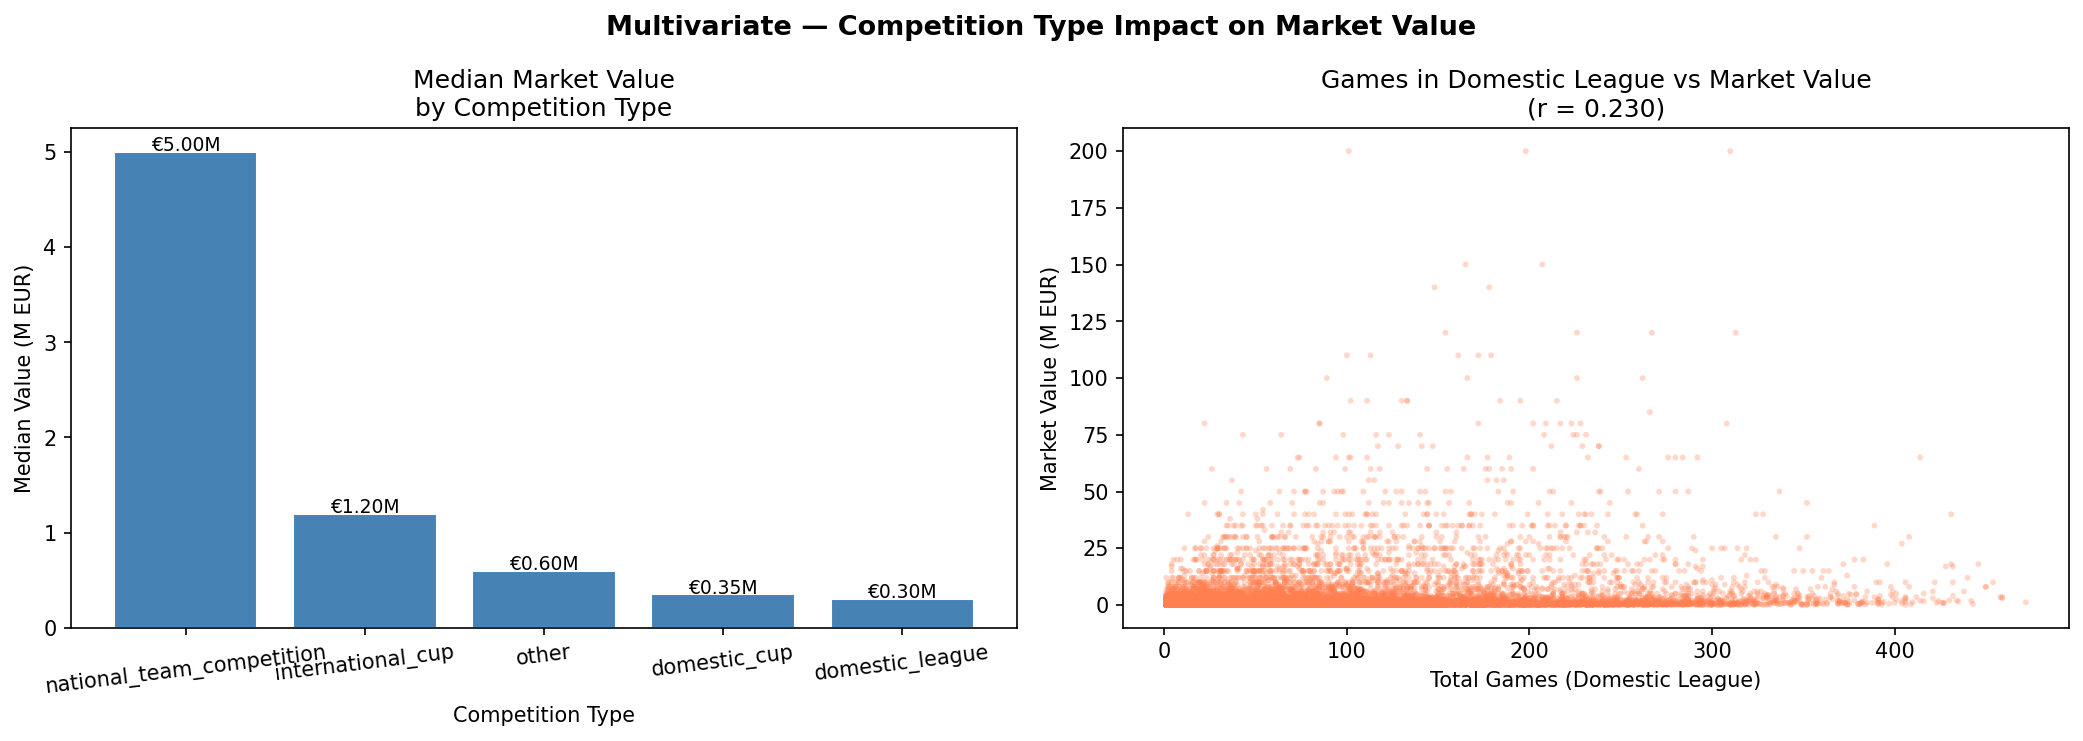 Multivariate — Competition Type Impact on Market Value
Median Market Value
by Competition Type
€5.00M
€1.20M
€0.60M
€0.35M
€0.30M
5
4
3
2
1
0
Median Value (M EUR)
national_team_competition
international_cup
other
domestic_cup
domestic_league
Competition Type
Games in Domestic League vs Market Value
(r = 0.230)
200
175
150
125
100
75
50
25
0
Market Value (M EUR)
0
100
200
300
400
Total Games (Domestic League)